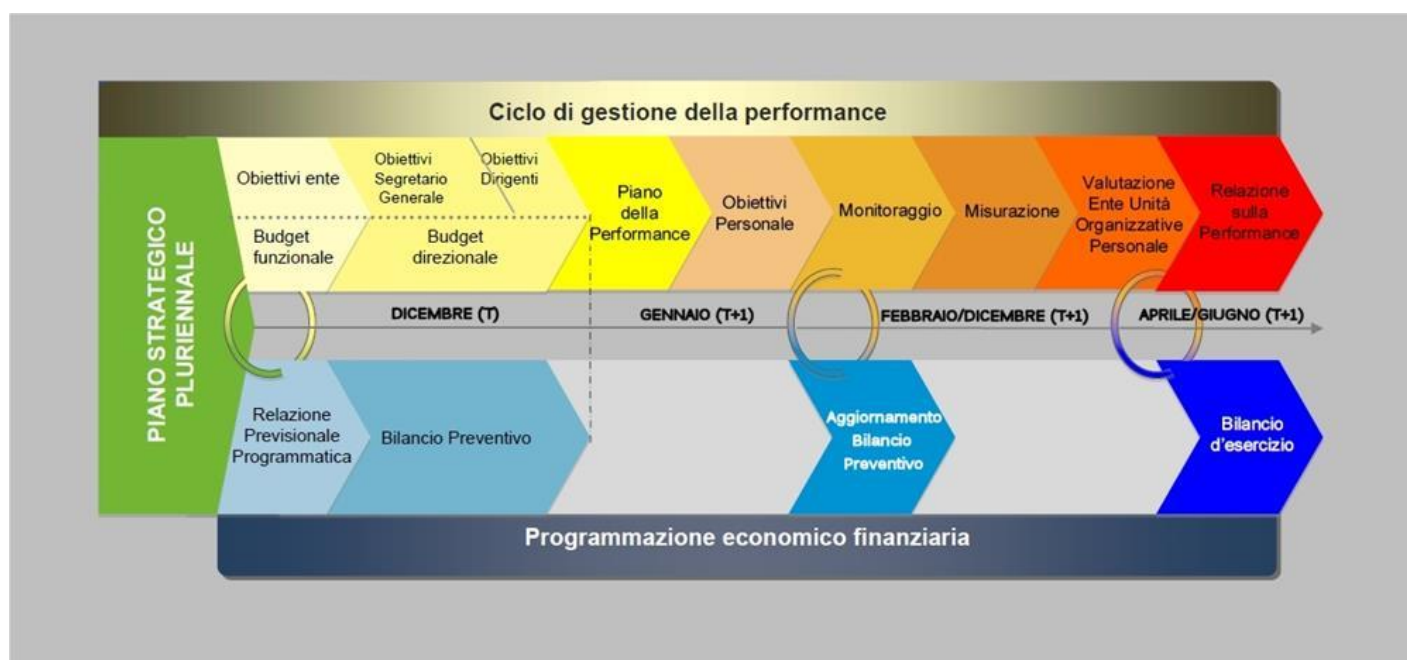 Ciclo di gestione della performance
PIANO STRATEGICO
PLURIENNALE
Obiettivi ente
Obiettivi
Segretario
Generale
Obiettivi
Dirigenti
Budget
funzionale
Budget
direzionale
Piano
della
Performance
Obiettivi
Personale
Monitoraggio
Misurazione
Valutazione
Ente Unità
Organizzative
Personale
Relazione
sulla
Performance
DICEMBRE (T)
GENNAIO (T+1)
FEBBRAIO/DICEMBRE (T+1)
APRILE/GIUGNO (T+1)
Relazione
Previsionale
Programmatica
Bilancio Preventivo
Aggiornamento
Bilancio
Preventivo
Bilancio
d'esercizio
Programmazione economico finanziaria